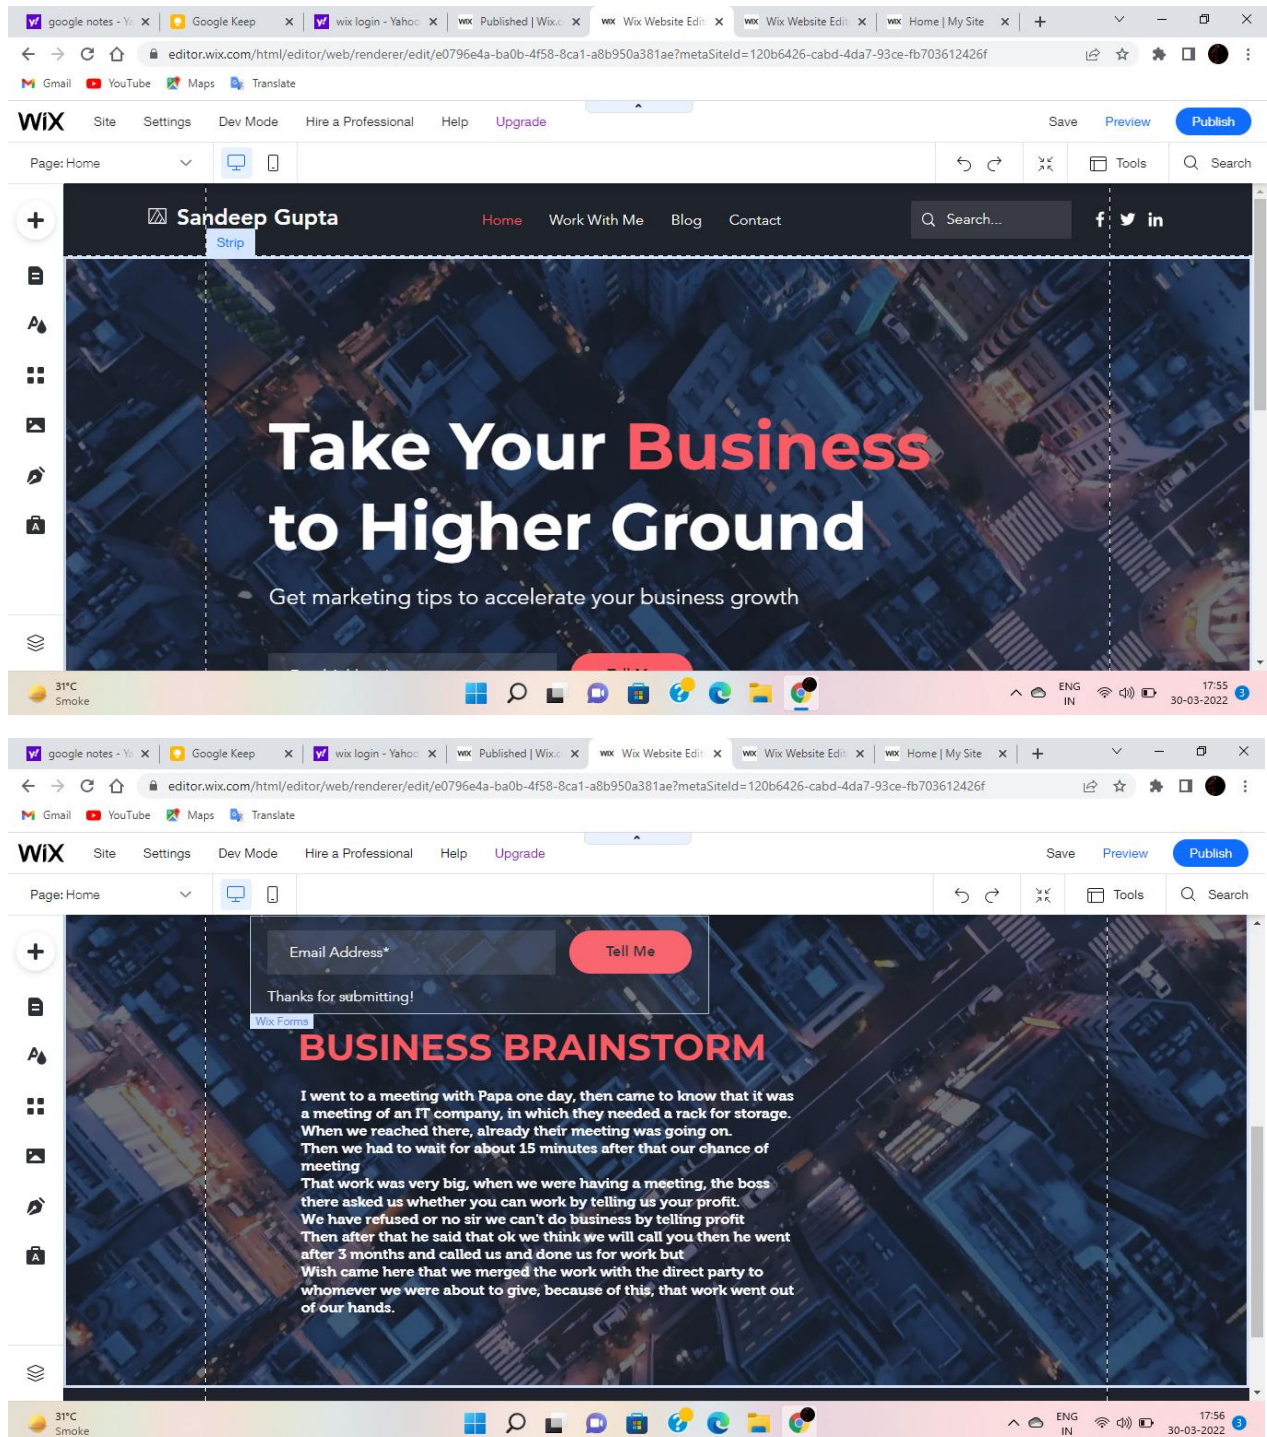 google notes - Ya
Google Keep
wix login - Yahoo
Published | Wix.c
Wix Website Edit
Wix Website Edit
Home | My Site
editor.wix.com/html/editor/web/renderer/edit/e0796e4a-ba0b-4f58-8ca1-a8b950a381ae?metaSiteId=120b6426-cabd-4da7-93ce-fb703612426f
Gmail YouTube Maps Translate
WiX Site Settings Dev Mode Hire a Professional Help Upgrade Save Preview Publish
Page: Home Tools Search
Sandeep Gupta Home Work With Me Blog Contact Search...
Strip
Take Your Business
to Higher Ground
Get marketing tips to accelerate your business growth
31°C ENG 17:55
Smoke IN 30-03-2022 3
google notes - Ya
Google Keep
wix login - Yahoo
Published | Wix.c
Wix Website Edit
Wix Website Edit
Home | My Site
editor.wix.com/html/editor/web/renderer/edit/e0796e4a-ba0b-4f58-8ca1-a8b950a381ae?metaSiteId=120b6426-cabd-4da7-93ce-fb703612426f
Gmail YouTube Maps Translate
WiX Site Settings Dev Mode Hire a Professional Help Upgrade Save Preview Publish
Page: Home Tools Search
Email Address* Tell Me
Thanks for submitting!
Wix Forms
BUSINESS BRAINSTORM
I went to a meeting with Papa one day, then came to know that it was
a meeting of an IT company, in which they needed a rack for storage.
When we reached there, already their meeting was going on.
Then we had to wait for about 15 minutes after that our chance of
meeting
That work was very big, when we were having a meeting, the boss
there asked us whether you can work by telling us your profit.
We have refused or no sir we can't do business by telling profit
Then after that he said that ok we think we will call you then he went
after 3 months and called us and done us for work but
Wish came here that we merged the work with the direct party to
whomever we were about to give, because of this, that work went out
of our hands.
31°C ENG 17:56
Smoke IN 30-03-2022 3